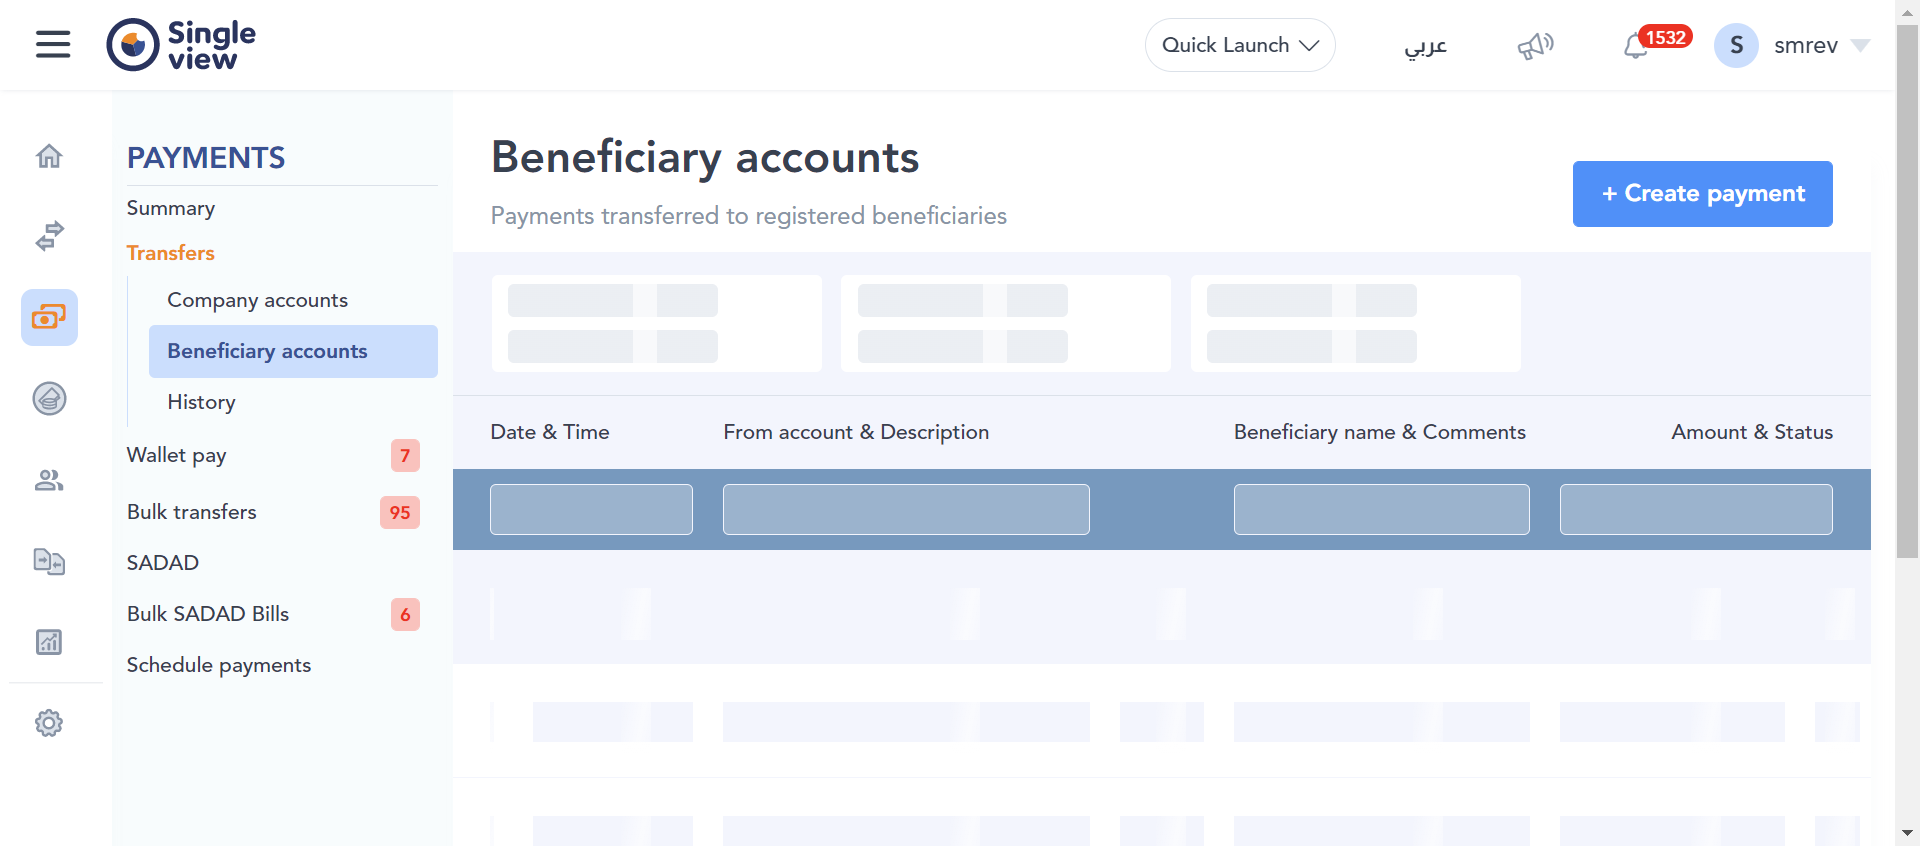 Single
view
Quick Launch
عربي
1532
S
smrev
PAYMENTS
Summary
Transfers
Company accounts
Beneficiary accounts
History
Wallet pay
7
Bulk transfers
95
SADAD
Bulk SADAD Bills
6
Schedule payments
Beneficiary accounts
Payments transferred to registered beneficiaries
+ Create payment
Date & Time
From account & Description
Beneficiary name & Comments
Amount & Status